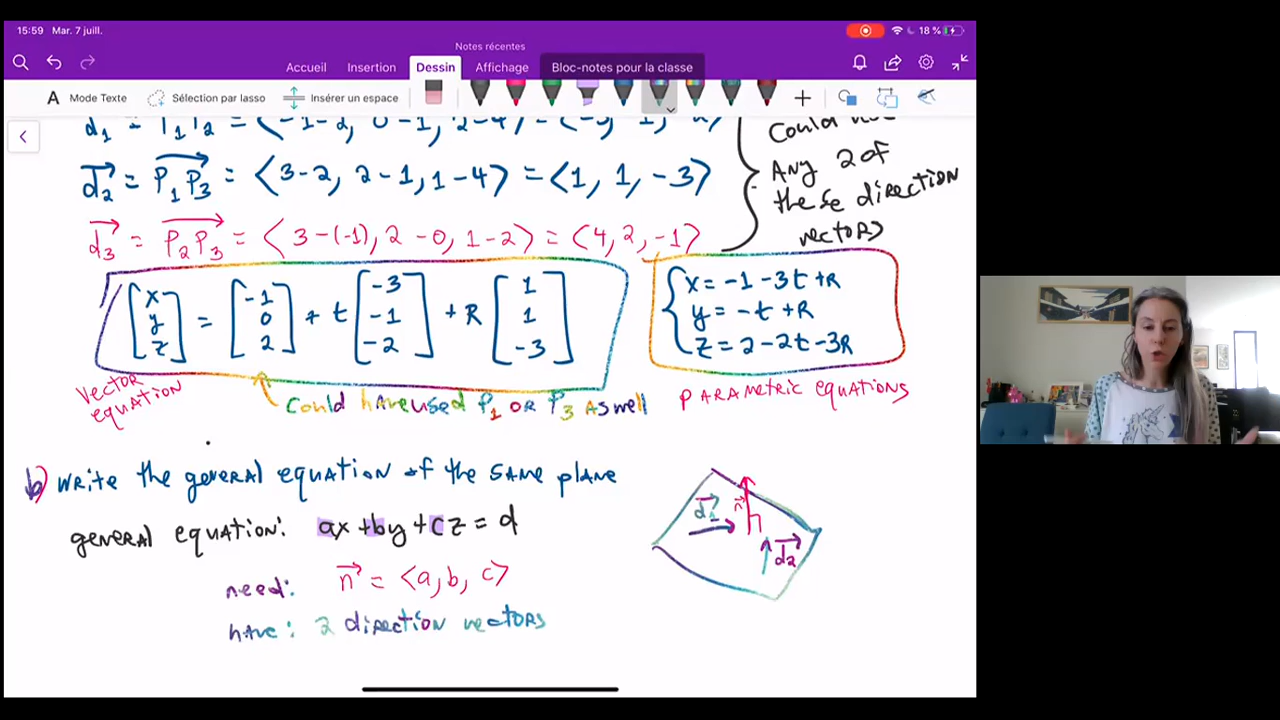 15:59 Mar. 7 juill.
18 %
Notes récentes
Accueil Insertion Dessin Affichage Bloc-notes pour la classe
A Mode Texte Sélection par lasso Insérer un espace
d₂ = P₁P₃ = ⟨3-2, 2-1, 1-4⟩ = ⟨1, 1, -3⟩
d₃ = P₂P₃ = ⟨3-(-1), 2-0, 1-2⟩ = ⟨4, 2, -1⟩
Any 2 of
these direction
vectors
[x y z] = [-1 0 2] + t [-3 -1 -2] + R [1 1 -3]
x = -1 -3t +R
y = -t +R
z = 2 -2t -3R
Vector
equation
Could have used P₁ OR P₃ AS well
PARAMETRIC equations
b) WRITE the general equation of the SAME plane
general equation: ax + by + cz = d
need: n = ⟨a, b, c⟩
have: 2 direction vectors
d₁
n
d₂